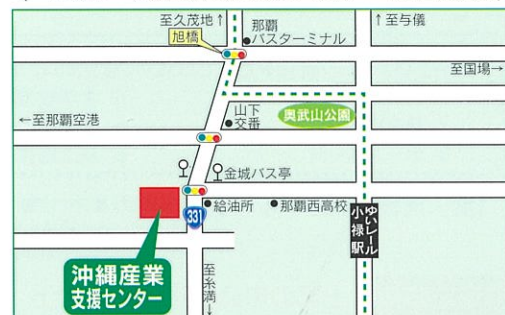 至久茂地↑
↑至与儀
旭橋
那覇
バスターミナル
至国場→
←至那覇空港
山下
交番
奥武山公園
金城バス亭
331
給油所
那覇西高校
ゆいレール
小禄駅
沖縄産業
支援センター
至糸満↓